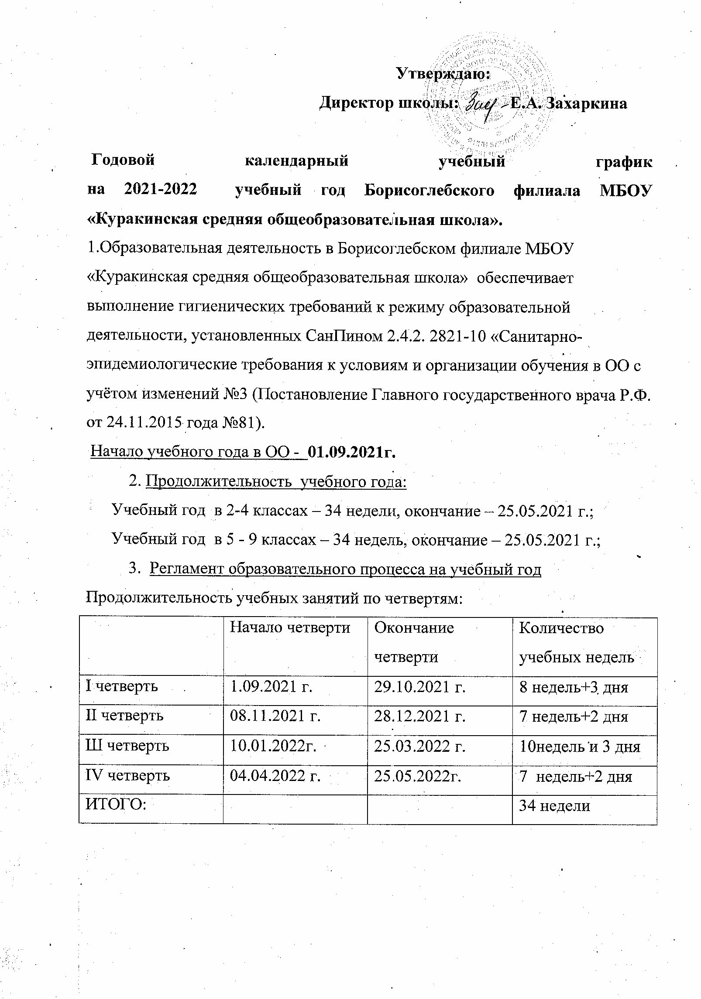 Утверждаю:
Директор школы: Е.А. Захаркина
Годовой календарный учебный график
на 2021-2022 учебный год Борисоглебского филиала МБОУ
«Куракинская средняя общеобразовательная школа».
1.Образовательная деятельность в Борисоглебском филиале МБОУ
«Куракинская средняя общеобразовательная школа» обеспечивает
выполнение гигиенических требований к режиму образовательной
деятельности, установленных СанПином 2.4.2. 2821-10 «Санитарно-
эпидемиологические требования к условиям и организации обучения в ОО с
учётом изменений №3 (Постановление Главного государственного врача Р.Ф.
от 24.11.2015 года №81).
Начало учебного года в ОО - 01.09.2021г.
2. Продолжительность учебного года:
Учебный год в 2-4 классах – 34 недели, окончание – 25.05.2021 г.;
Учебный год в 5 - 9 классах – 34 недель, окончание – 25.05.2021 г.;
3. Регламент образовательного процесса на учебный год
Продолжительность учебных занятий по четвертям:
Начало четверти Окончание Количество
четверти учебных недель
I четверть 1.09.2021 г. 29.10.2021 г. 8 недель+3 дня
II четверть 08.11.2021 г. 28.12.2021 г. 7 недель+2 дня
Ш четверть 10.01.2022г. 25.03.2022 г. 10недель и 3 дня
IV четверть 04.04.2022 г. 25.05.2022г. 7 недель+2 дня
ИТОГО: 34 недели